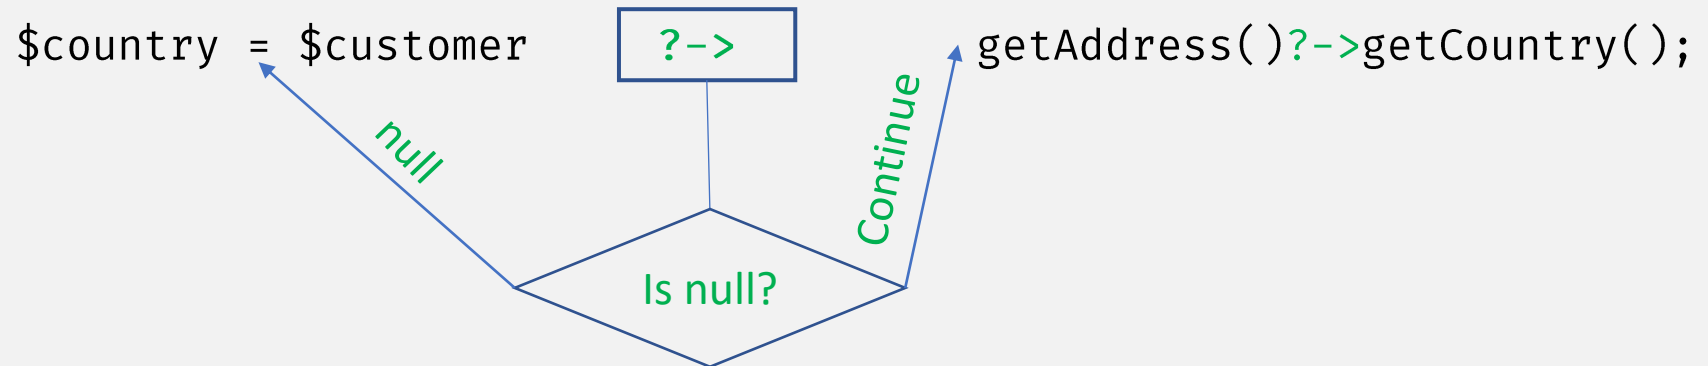 $country = $customer ?-> getAddress()?->getCountry();
null
Continue
Is null?